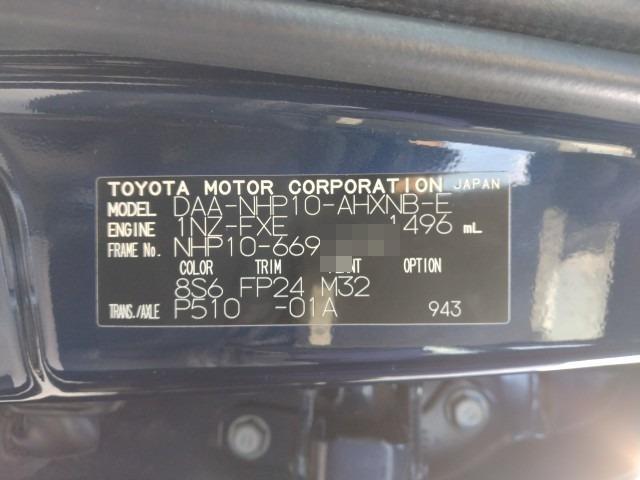 TOYOTA MOTOR CORPORATION JAPAN
MODEL DAA-NHP10-AHXNB-E
ENGINE 1NZ-FXE 1496 mL
FRAME No. NHP10-669
COLOR TRIM PLANT OPTION
8S6 FP24 M32
TRANS./AXLE P510 -01A 943